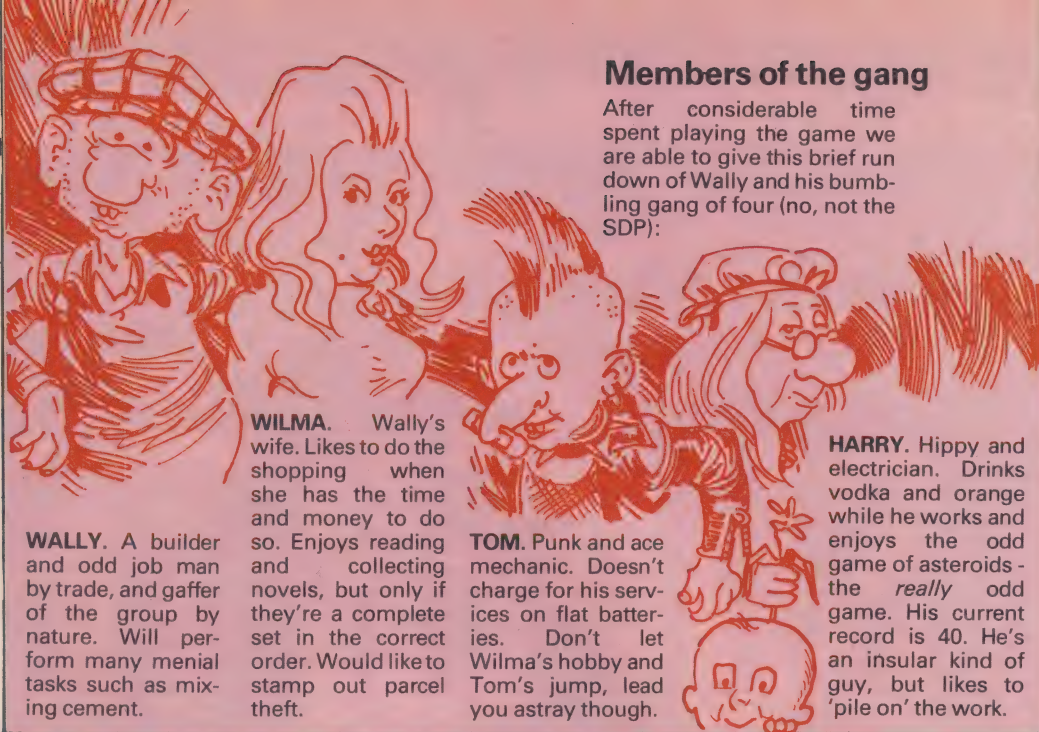 Members of the gang
After considerable time
spent playing the game we
are able to give this brief run
down of Wally and his bumb-
ling gang of four (no, not the
SDP):
WALLY. A builder
and odd job man
by trade, and gaffer
of the group by
nature. Will per-
form many menial
tasks such as mix-
ing cement.
WILMA. Wally's
wife. Likes to do the
shopping when
she has the time
and money to do
so. Enjoys reading
and collecting
novels, but only if
they're a complete
set in the correct
order. Would like to
stamp out parcel
theft.
TOM. Punk and ace
mechanic. Doesn't
charge for his serv-
ices on flat batter-
ies. Don't let
Wilma's hobby and
Tom's jump, lead
you astray though.
HARRY. Hippy and
electrician. Drinks
vodka and orange
while he works and
enjoys the odd
game of asteroids -
the really odd
game. His current
record is 40. He's
an insular kind of
guy, but likes to
'pile on' the work.